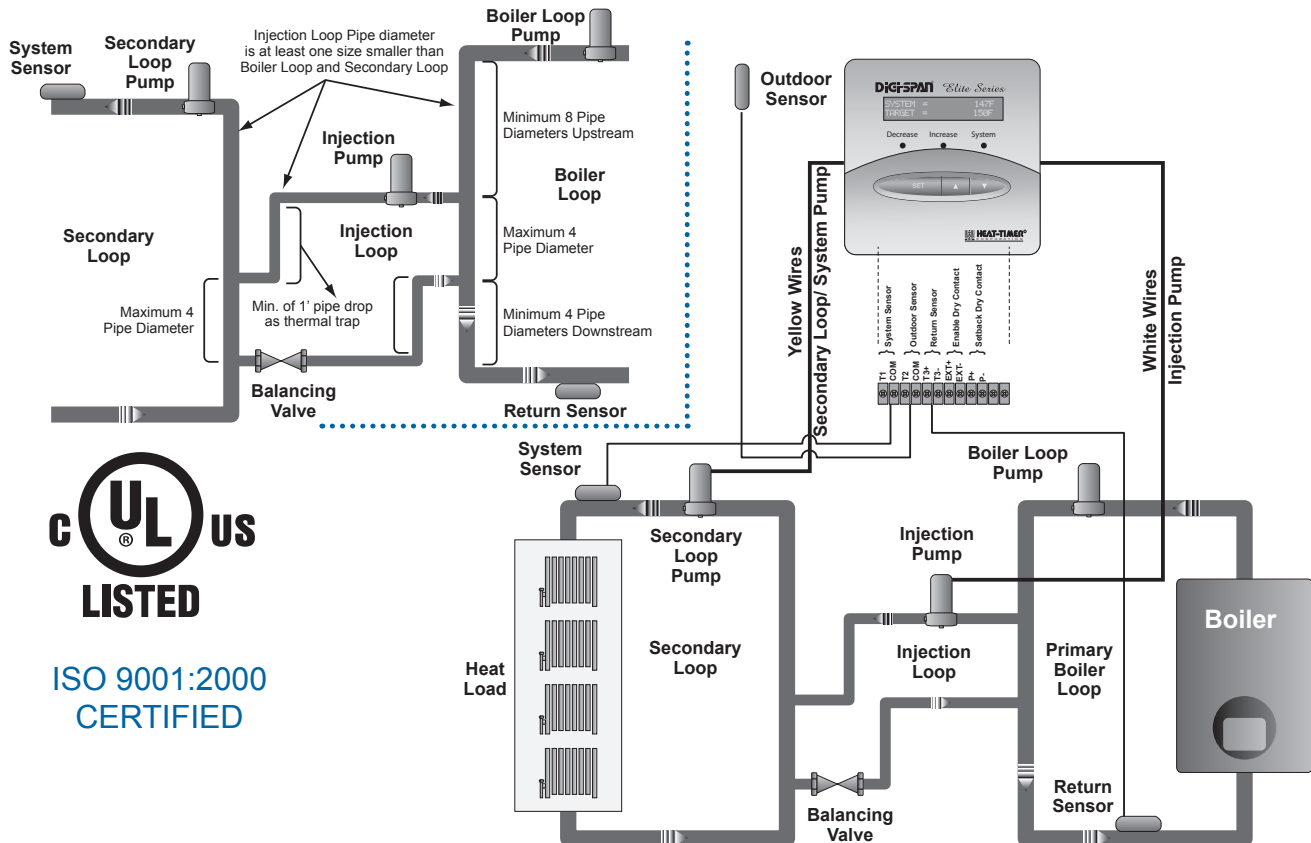 System
Sensor
Secondary
Loop
Pump
Injection Loop Pipe diameter
is at least one size smaller than
Boiler Loop and Secondary Loop
Boiler Loop
Pump
Minimum 8 Pipe
Diameters Upstream
Injection
Pump
Boiler
Loop
Secondary
Loop
Injection
Loop
Maximum 4
Pipe Diameter
Maximum 4
Pipe Diameter
Min. of 1' pipe drop
as thermal trap
Minimum 4 Pipe
Diameters Downstream
Balancing
Valve
Return Sensor
Outdoor
Sensor
DIGI-SPAN Elite Series
SYSTEM = 147F
TARGET = 150F
Decrease Increase System
SET ▲ ▼
HEAT-TIMER®
CORPORATION
Yellow Wires
Secondary Loop/ System Pump
White Wires
Injection Pump
System Sensor
Outdoor Sensor
Return Sensor
Enable Dry Contact
Setback Dry Contact
T1
COM
T2
COM
T3+
T3-
EXT+
EXT-
P+
P-
C UL ® US
LISTED
ISO 9001:2000
CERTIFIED
System
Sensor
Boiler Loop
Pump
Secondary
Loop
Pump
Injection
Pump
Heat
Load
Secondary
Loop
Injection
Loop
Primary
Boiler
Loop
Boiler
Balancing
Valve
Return
Sensor